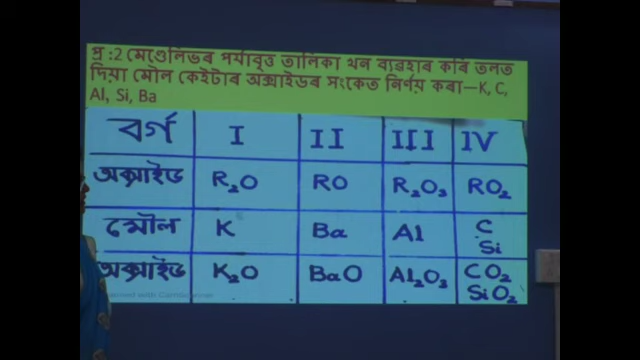 প্ৰ :2 মেণ্ডেলিভৰ পৰ্যাবৃত্ত তালিকা খন ব্যৱহাৰ কৰি তলত
দিয়া মৌল কেইটাৰ অক্সাইডৰ সংকেত নিৰ্ণয় কৰা—K, C,
Al, Si, Ba
বৰ্গ I II III IV
অক্সাইড R₂O RO R₂O₃ RO₂
মৌল K Ba Al C
Si
অক্সাইড K₂O BaO Al₂O₃ CO₂
SiO₂